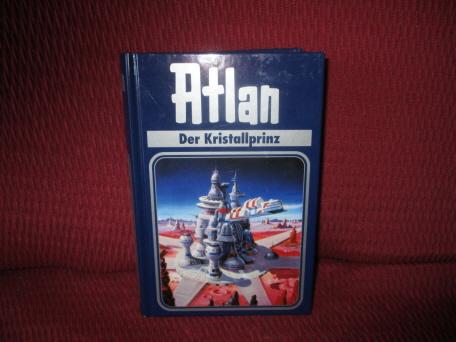 Atlan
Der Kristallprinz